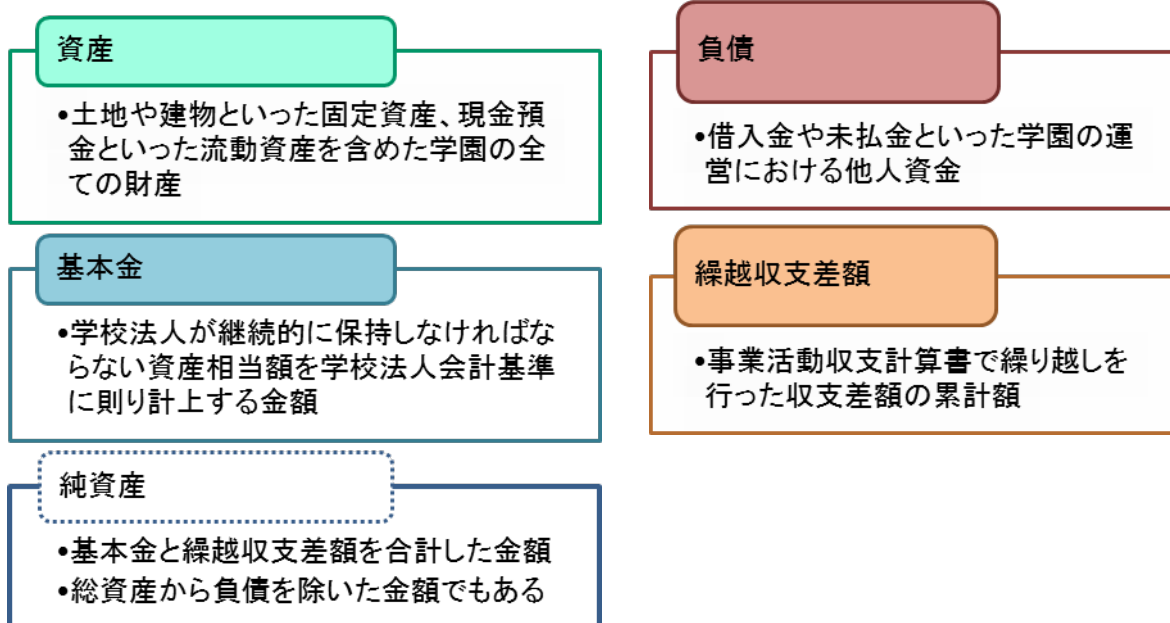 資産
•土地や建物といった固定資産、現金預
金といった流動資産を含めた学園の全
ての財産
負債
•借入金や未払金といった学園の運
営における他人資金
基本金
•学校法人が継続的に保持しなければな
らない資産相当額を学校法人会計基準
に則り計上する金額
繰越収支差額
•事業活動収支計算書で繰り越しを
行った収支差額の累計額
純資産
•基本金と繰越収支差額を合計した金額
•総資産から負債を除いた金額でもある